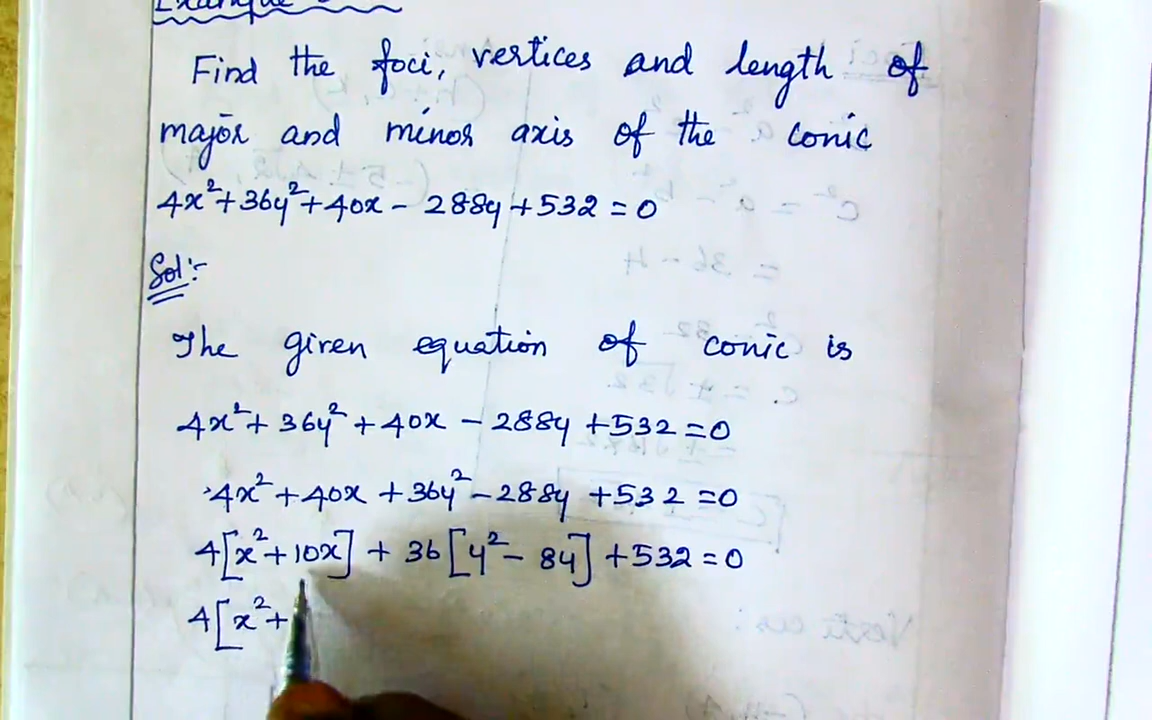 Example
Find the foci, vertices and length of
major and minor axis of the conic
4x²+36y²+40x - 288y+532 = 0
Sol:-
The given equation of conic is
4x²+ 36y² + 40x - 288y +532 =0
4x² +40x +36y² - 288y +532 =0
4[x²+10x] + 36[y² - 8y] +532 = 0
4[x²+